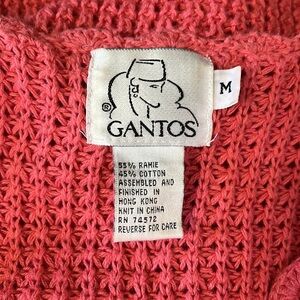 M
®
GANTOS
55% RAMIE
45% COTTON
ASSEMBLED AND
FINISHED IN
HONG KONG
KNIT IN CHINA
RN 74572
REVERSE FOR CARE